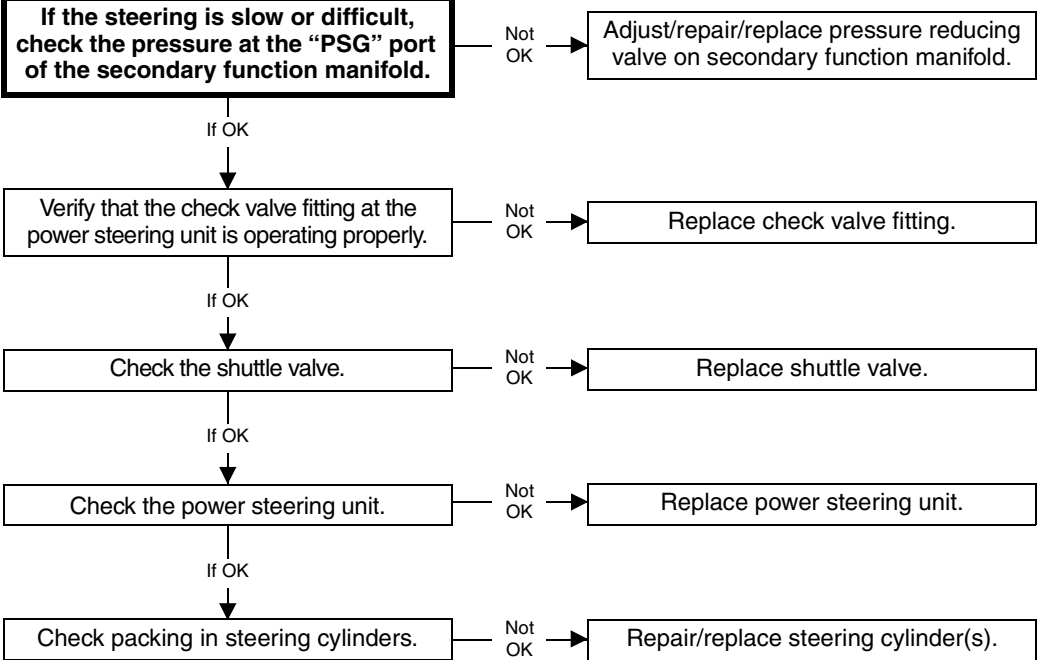 If the steering is slow or difficult,
check the pressure at the “PSG” port
of the secondary function manifold.
Not
OK
Adjust/repair/replace pressure reducing
valve on secondary function manifold.
If OK
Verify that the check valve fitting at the
power steering unit is operating properly.
Not
OK
Replace check valve fitting.
If OK
Check the shuttle valve.
Not
OK
Replace shuttle valve.
If OK
Check the power steering unit.
Not
OK
Replace power steering unit.
If OK
Check packing in steering cylinders.
Not
OK
Repair/replace steering cylinder(s).